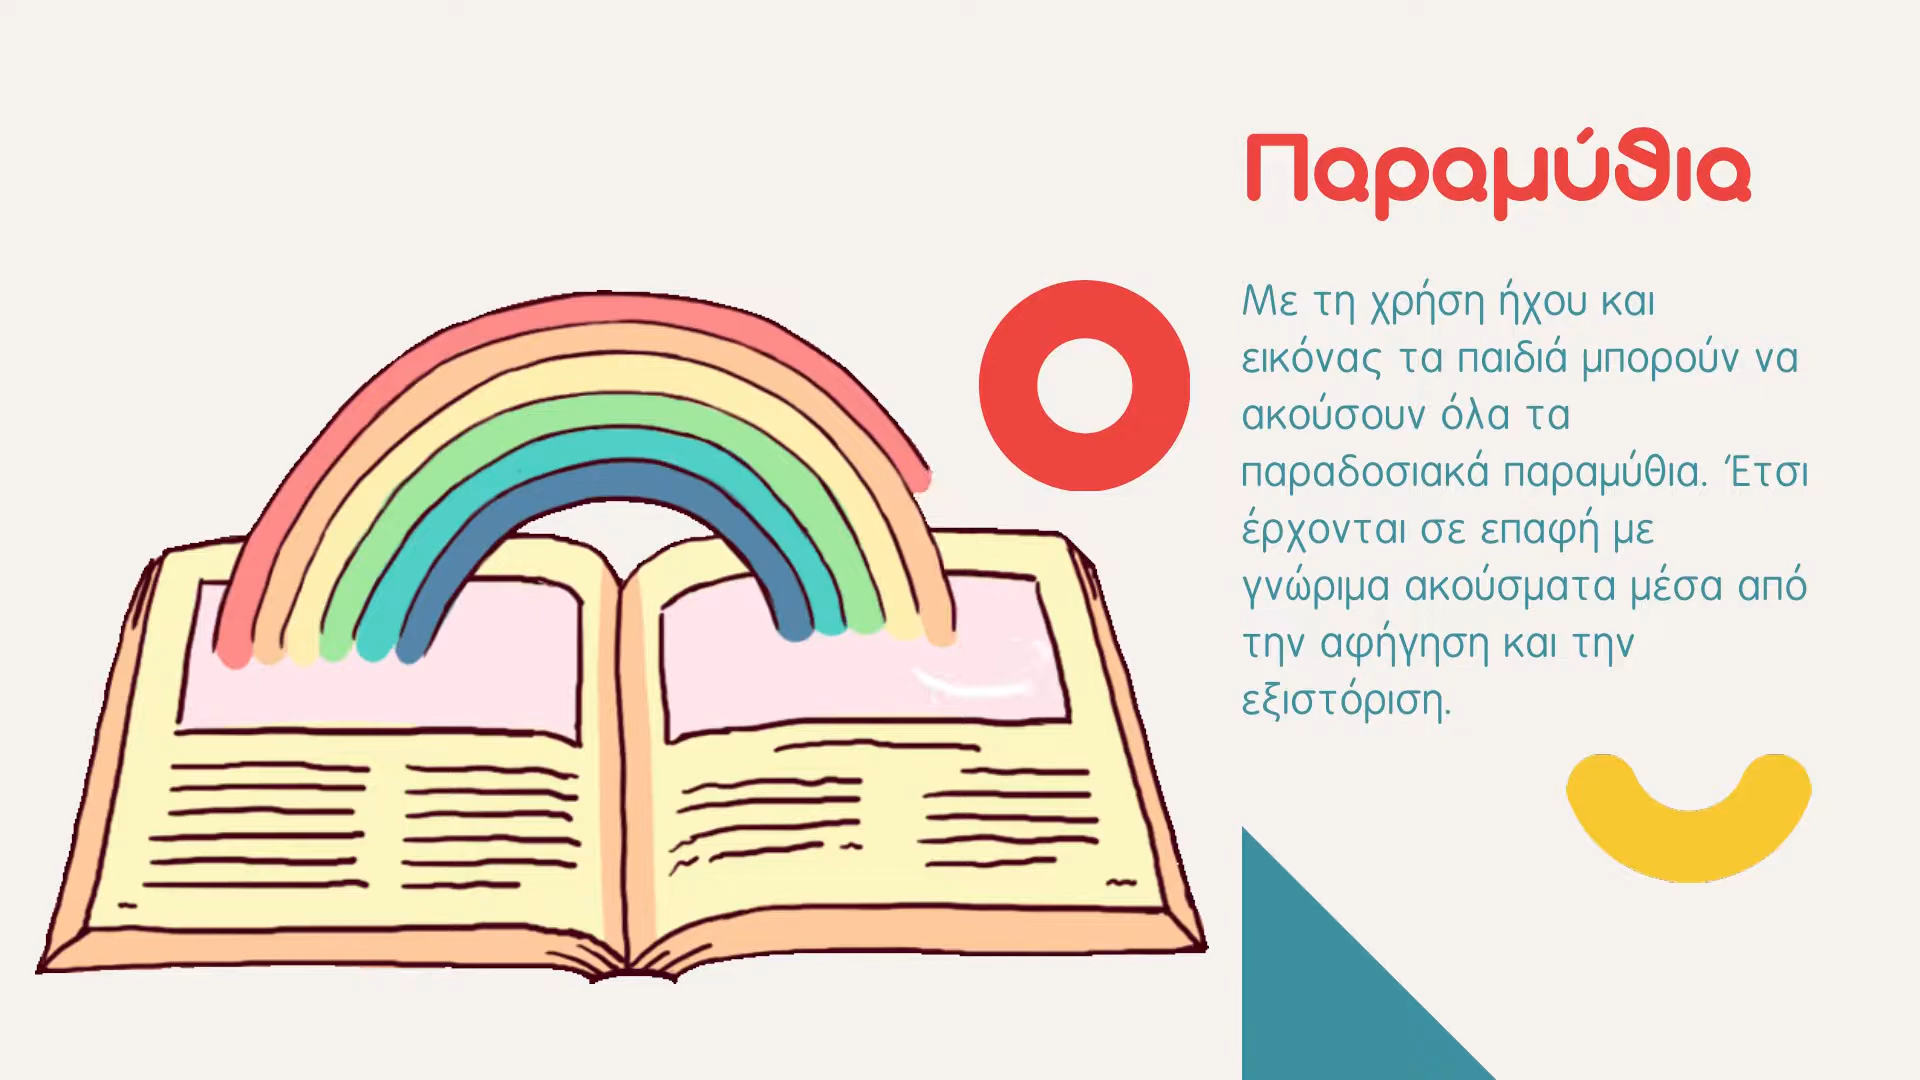 Παραμύθια
Με τη χρήση ήχου και
εικόνας τα παιδιά μπορούν να
ακούσουν όλα τα
παραδοσιακά παραμύθια. Έτσι
έρχονται σε επαφή με
γνώριμα ακούσματα μέσα από
την αφήγηση και την
εξιστόριση.